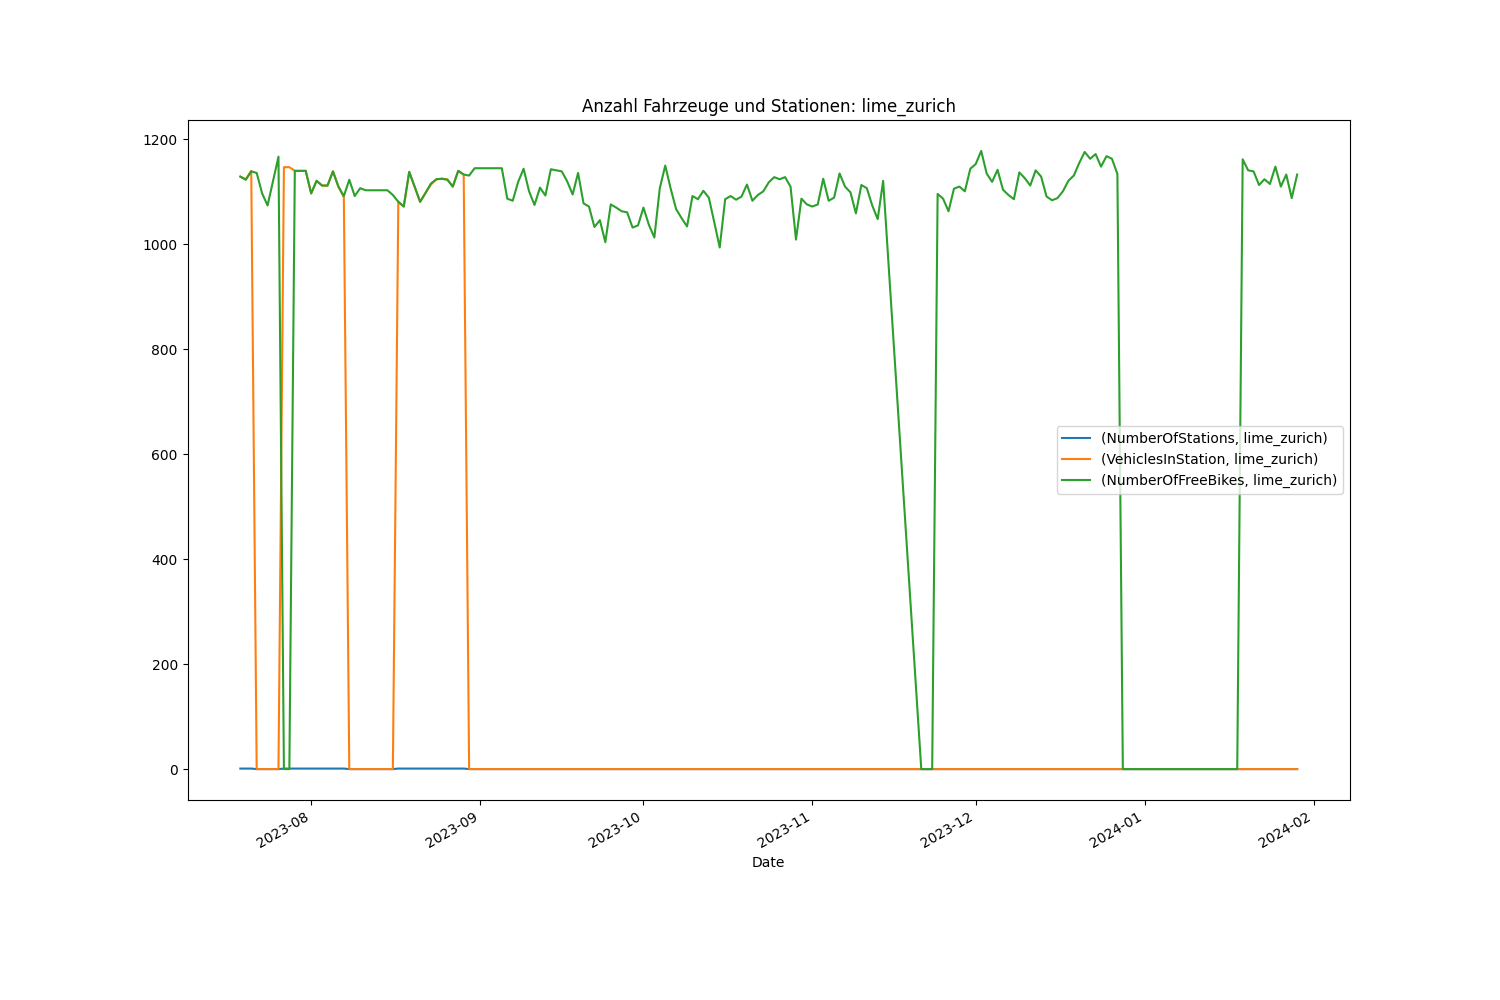 Anzahl Fahrzeuge und Stationen: lime_zurich
1200
1000
800
600
400
200
0
(NumberOfStations, lime_zurich)
(VehiclesInStation, lime_zurich)
(NumberOfFreeBikes, lime_zurich)
2023-08
2023-09
2023-10
2023-11
2023-12
2024-01
2024-02
Date